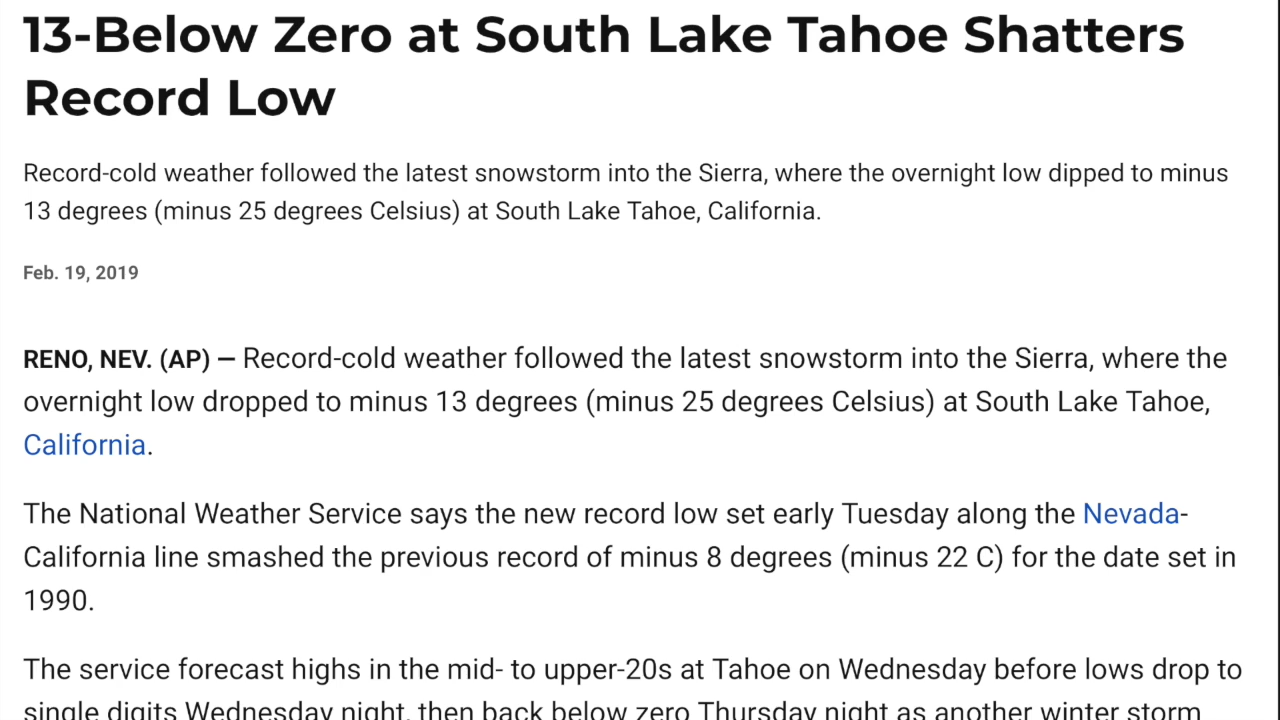 13-Below Zero at South Lake Tahoe Shatters
Record Low
Record-cold weather followed the latest snowstorm into the Sierra, where the overnight low dipped to minus
13 degrees (minus 25 degrees Celsius) at South Lake Tahoe, California.
Feb. 19, 2019
RENO, NEV. (AP) — Record-cold weather followed the latest snowstorm into the Sierra, where the
overnight low dropped to minus 13 degrees (minus 25 degrees Celsius) at South Lake Tahoe,
California.
The National Weather Service says the new record low set early Tuesday along the Nevada-
California line smashed the previous record of minus 8 degrees (minus 22 C) for the date set in
1990.
The service forecast highs in the mid- to upper-20s at Tahoe on Wednesday before lows drop to
single digits Wednesday night, then back below zero Thursday night as another winter storm